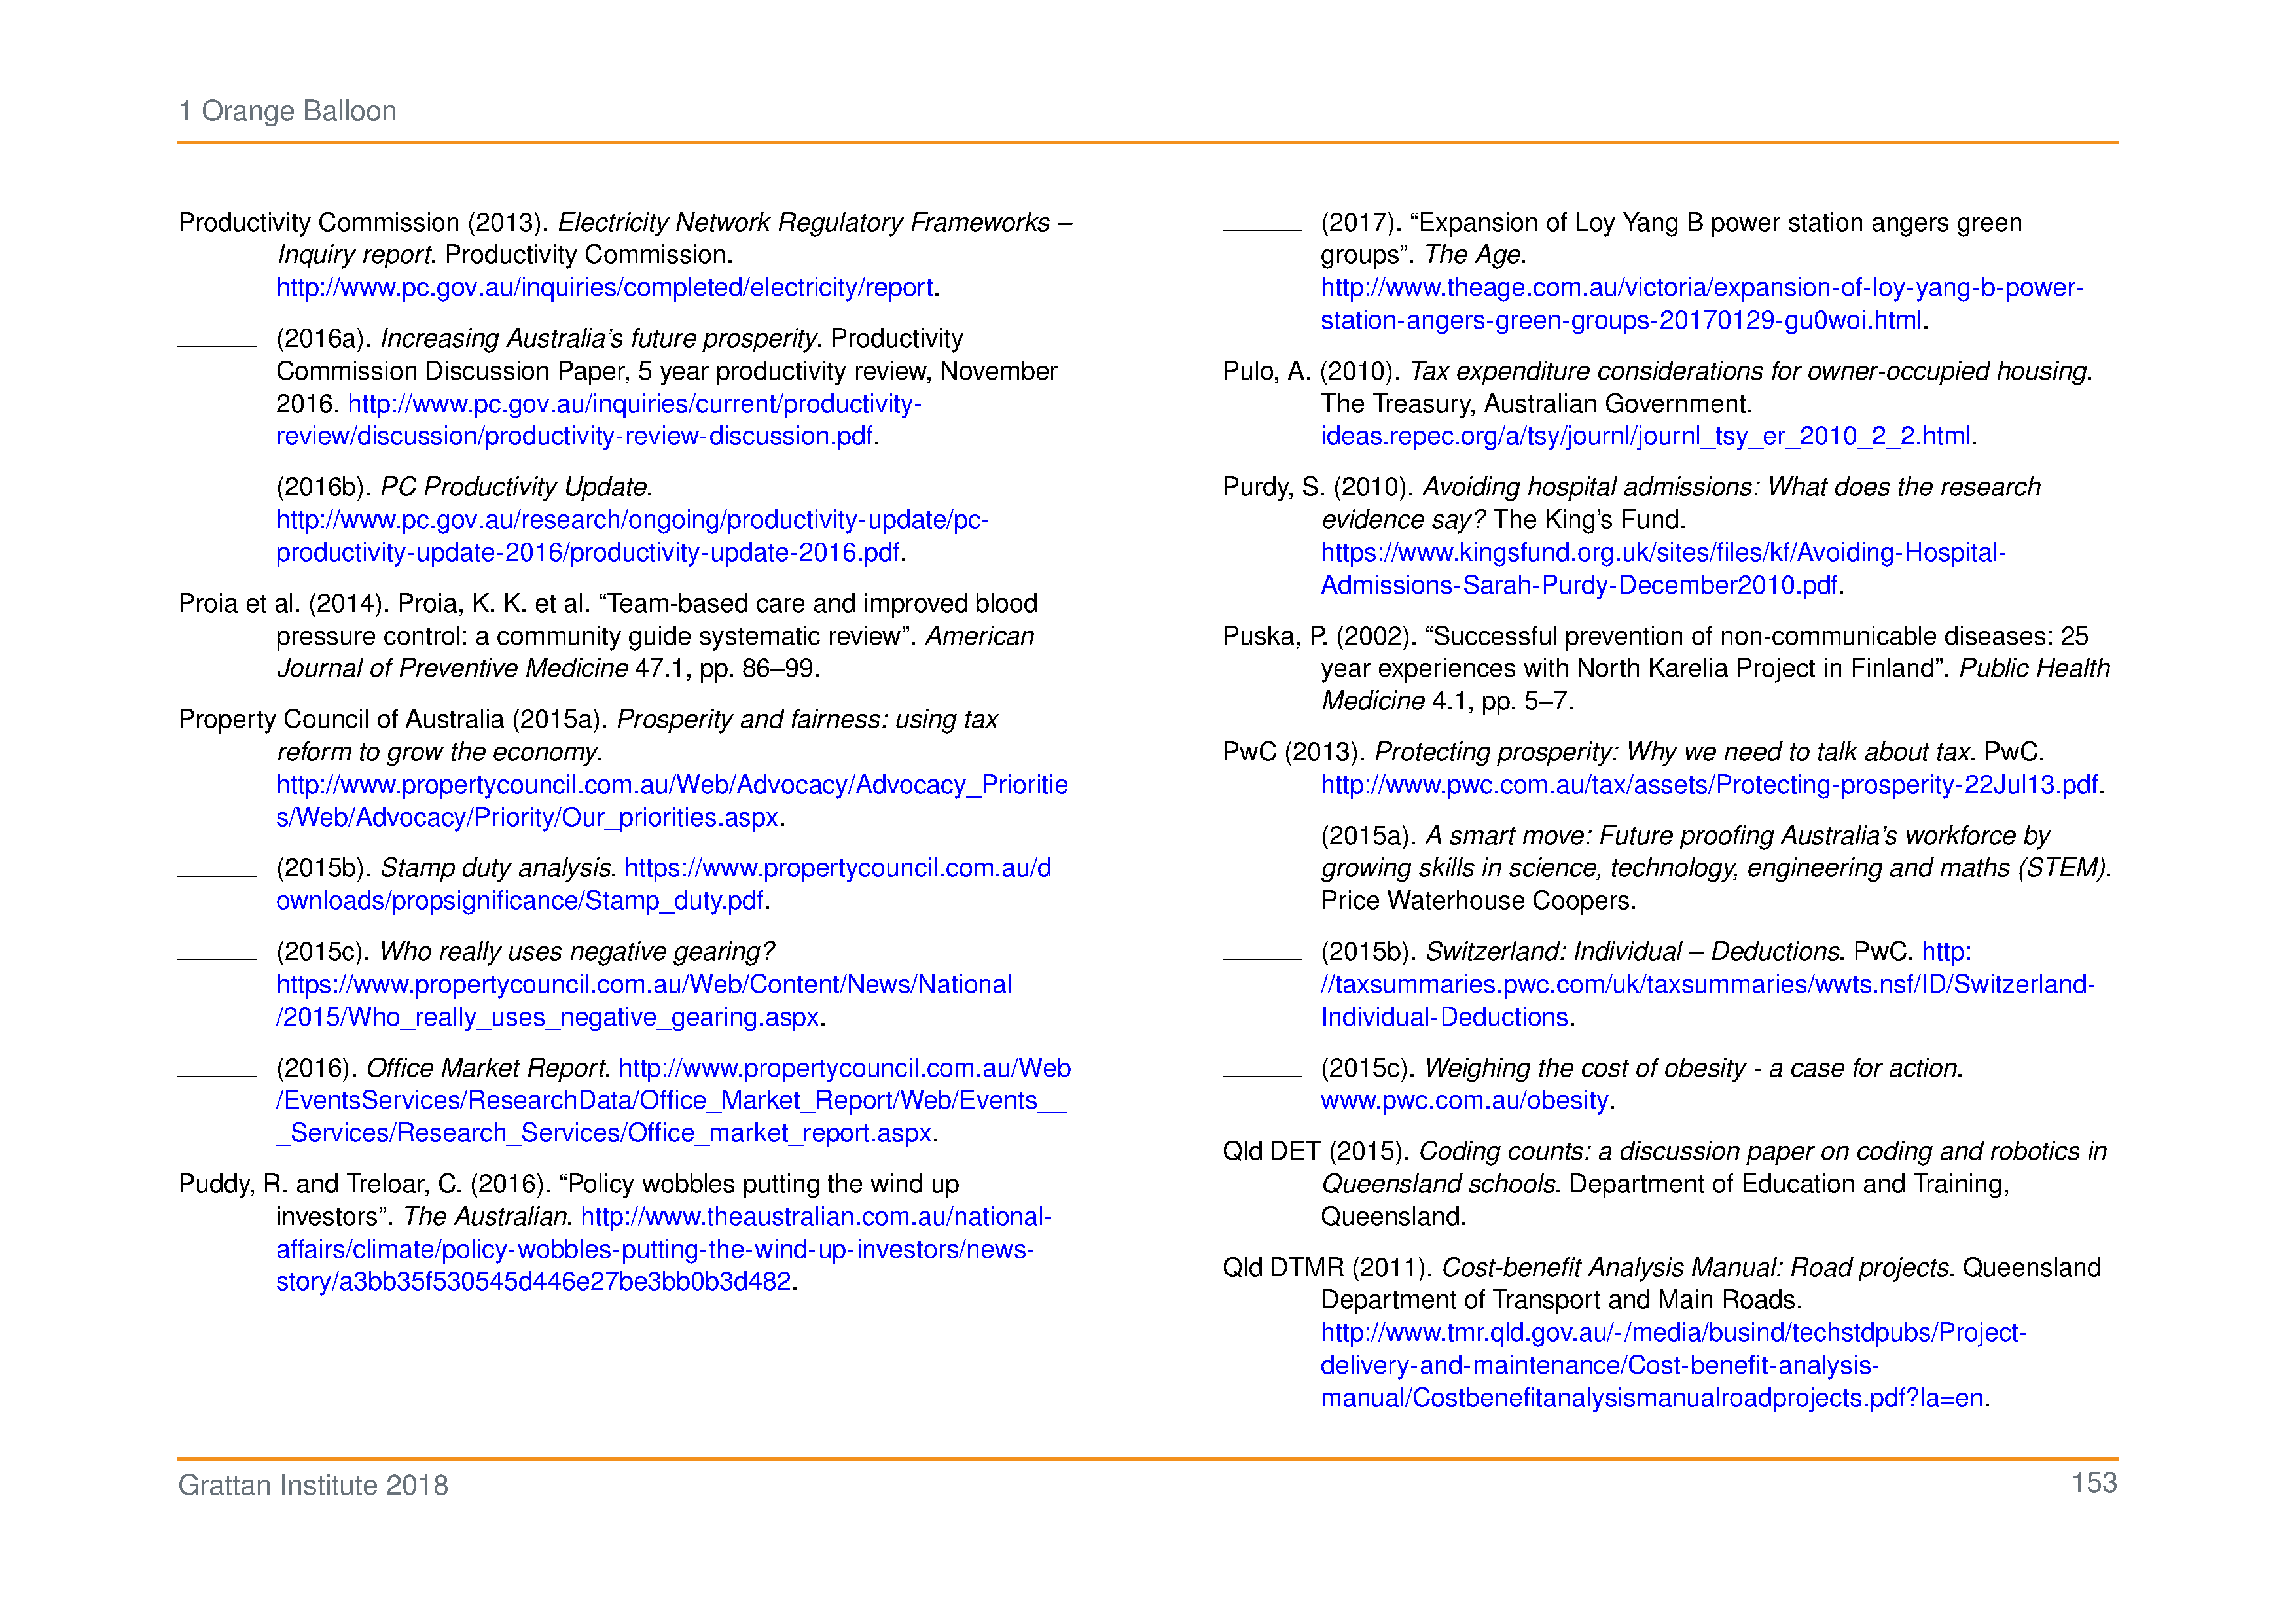 1 Orange Balloon
Productivity Commission (2013). Electricity Network Regulatory Frameworks –
Inquiry report. Productivity Commission.
http://www.pc.gov.au/inquiries/completed/electricity/report.
(2016a). Increasing Australia’s future prosperity. Productivity
Commission Discussion Paper, 5 year productivity review, November
2016. http://www.pc.gov.au/inquiries/current/productivity-
review/discussion/productivity-review-discussion.pdf.
(2016b). PC Productivity Update.
http://www.pc.gov.au/research/ongoing/productivity-update/pc-
productivity-update-2016/productivity-update-2016.pdf.
Proia et al. (2014). Proia, K. K. et al. “Team-based care and improved blood
pressure control: a community guide systematic review”. American
Journal of Preventive Medicine 47.1, pp. 86–99.
Property Council of Australia (2015a). Prosperity and fairness: using tax
reform to grow the economy.
http://www.propertycouncil.com.au/Web/Advocacy/Advocacy_Prioritie
s/Web/Advocacy/Priority/Our_priorities.aspx.
(2015b). Stamp duty analysis. https://www.propertycouncil.com.au/d
ownloads/propsignificance/Stamp_duty.pdf.
(2015c). Who really uses negative gearing?
https://www.propertycouncil.com.au/Web/Content/News/National
/2015/Who_really_uses_negative_gearing.aspx.
(2016). Office Market Report. http://www.propertycouncil.com.au/Web
/EventsServices/ResearchData/Office_Market_Report/Web/Events__
_Services/Research_Services/Office_market_report.aspx.
Puddy, R. and Treloar, C. (2016). “Policy wobbles putting the wind up
investors”. The Australian. http://www.theaustralian.com.au/national-
affairs/climate/policy-wobbles-putting-the-wind-up-investors/news-
story/a3bb35f530545d446e27be3bb0b3d482.
(2017). “Expansion of Loy Yang B power station angers green
groups”. The Age.
http://www.theage.com.au/victoria/expansion-of-loy-yang-b-power-
station-angers-green-groups-20170129-gu0woi.html.
Pulo, A. (2010). Tax expenditure considerations for owner-occupied housing.
The Treasury, Australian Government.
ideas.repec.org/a/tsy/journl/journl_tsy_er_2010_2_2.html.
Purdy, S. (2010). Avoiding hospital admissions: What does the research
evidence say? The King’s Fund.
https://www.kingsfund.org.uk/sites/files/kf/Avoiding-Hospital-
Admissions-Sarah-Purdy-December2010.pdf.
Puska, P. (2002). “Successful prevention of non-communicable diseases: 25
year experiences with North Karelia Project in Finland”. Public Health
Medicine 4.1, pp. 5–7.
PwC (2013). Protecting prosperity: Why we need to talk about tax. PwC.
http://www.pwc.com.au/tax/assets/Protecting-prosperity-22Jul13.pdf.
(2015a). A smart move: Future proofing Australia’s workforce by
growing skills in science, technology, engineering and maths (STEM).
Price Waterhouse Coopers.
(2015b). Switzerland: Individual – Deductions. PwC. http:
//taxsummaries.pwc.com/uk/taxsummaries/wwts.nsf/ID/Switzerland-
Individual-Deductions.
(2015c). Weighing the cost of obesity - a case for action.
www.pwc.com.au/obesity.
Qld DET (2015). Coding counts: a discussion paper on coding and robotics in
Queensland schools. Department of Education and Training,
Queensland.
Qld DTMR (2011). Cost-benefit Analysis Manual: Road projects. Queensland
Department of Transport and Main Roads.
http://www.tmr.qld.gov.au/-/media/busind/techstdpubs/Project-
delivery-and-maintenance/Cost-benefit-analysis-
manual/Costbenefitanalysismanualroadprojects.pdf?la=en.
Grattan Institute 2018
153